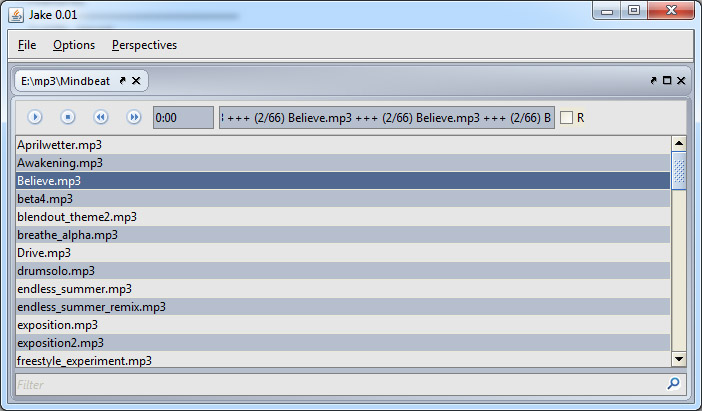 Jake 0.01
File Options Perspectives
E:\mp3\Mindbeat
0:00 +++ (2/66) Believe.mp3 +++ (2/66) Believe.mp3 +++ (2/66) B R
Aprilwetter.mp3
Awakening.mp3
Believe.mp3
beta4.mp3
blendout_theme2.mp3
breathe_alpha.mp3
Drive.mp3
drumsolo.mp3
endless_summer.mp3
endless_summer_remix.mp3
exposition.mp3
exposition2.mp3
freestyle_experiment.mp3
Filter